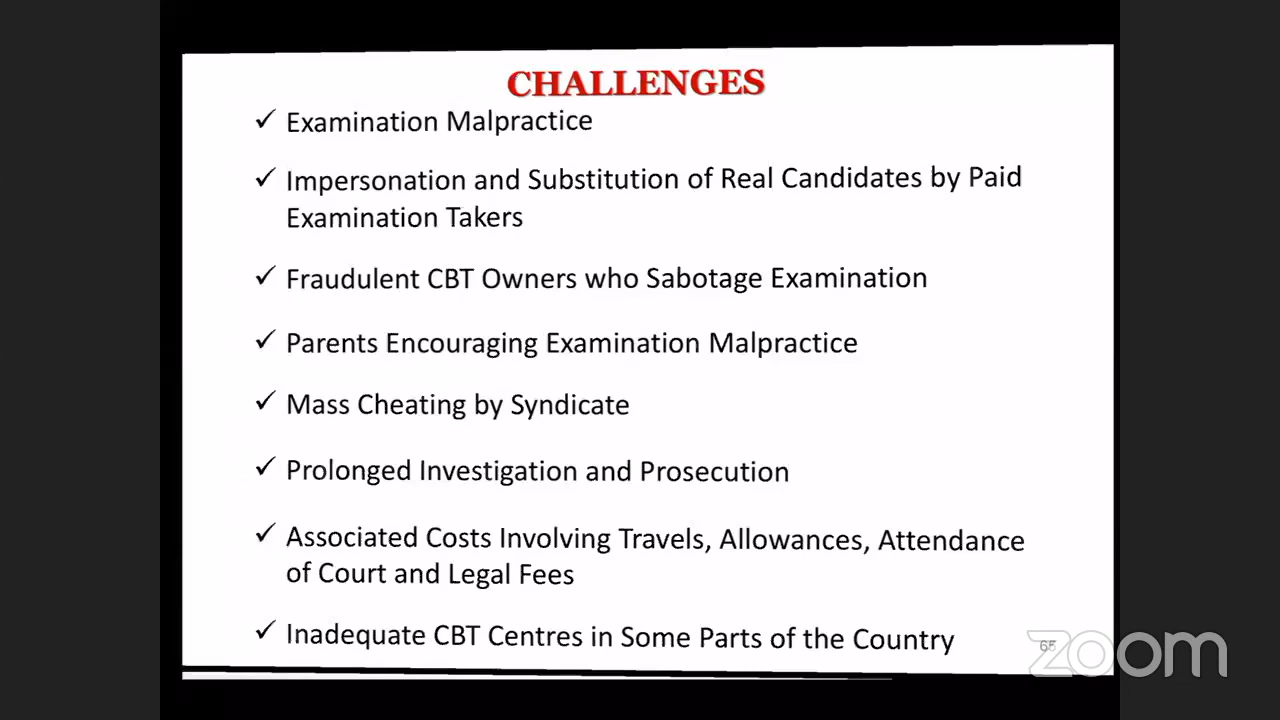 CHALLENGES
✓ Examination Malpractice
✓ Impersonation and Substitution of Real Candidates by Paid
Examination Takers
✓ Fraudulent CBT Owners who Sabotage Examination
✓ Parents Encouraging Examination Malpractice
✓ Mass Cheating by Syndicate
✓ Prolonged Investigation and Prosecution
✓ Associated Costs Involving Travels, Allowances, Attendance
of Court and Legal Fees
✓ Inadequate CBT Centres in Some Parts of the Country
zoom